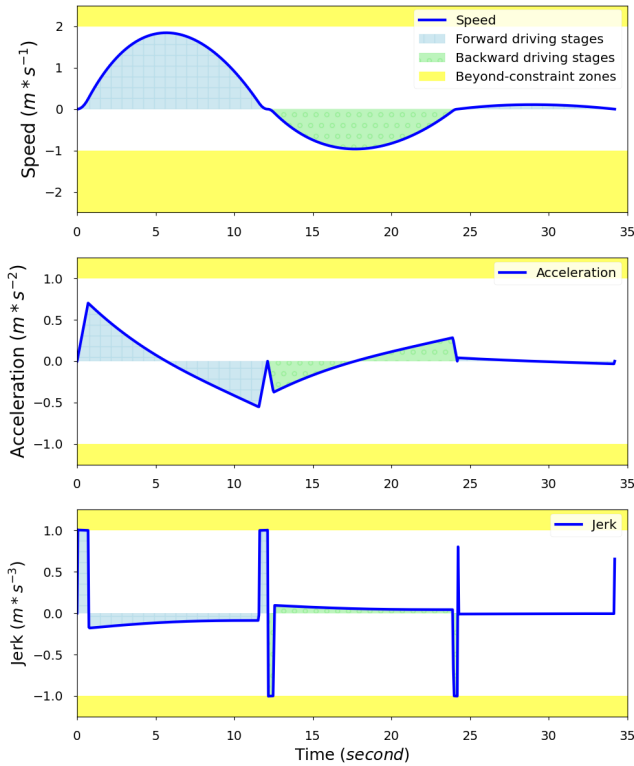 Speed
Forward driving stages
Backward driving stages
Beyond-constraint zones
2
1
0
−1
−2
Speed (m * s⁻¹)
0 5 10 15 20 25 30 35
Acceleration
1.0
0.5
0.0
−0.5
−1.0
Acceleration (m * s⁻²)
0 5 10 15 20 25 30 35
Jerk
1.0
0.5
0.0
−0.5
−1.0
Jerk (m * s⁻³)
0 5 10 15 20 25 30 35
Time (second)